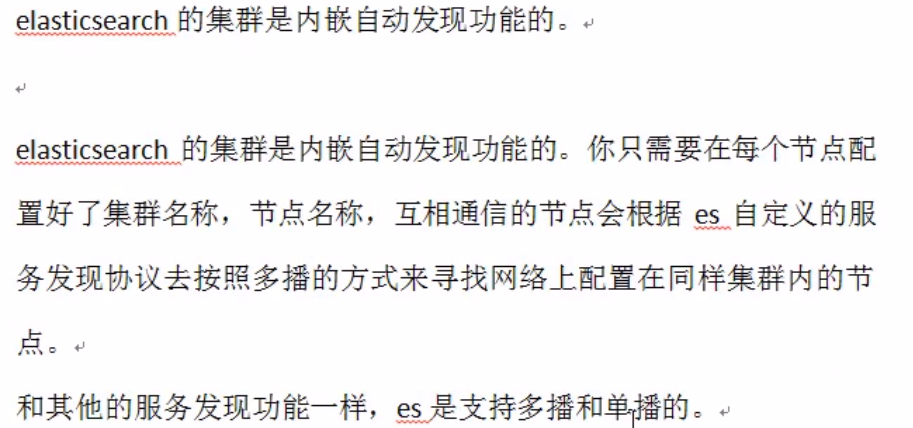 elasticsearch 的集群是内嵌自动发现功能的。
elasticsearch 的集群是内嵌自动发现功能的。你只需要在每个节点配
置好了集群名称，节点名称，互相通信的节点会根据 es 自定义的服
务发现协议去按照多播的方式来寻找网络上配置在同样集群内的节
点。
和其他的服务发现功能一样，es 是支持多播和单播的。